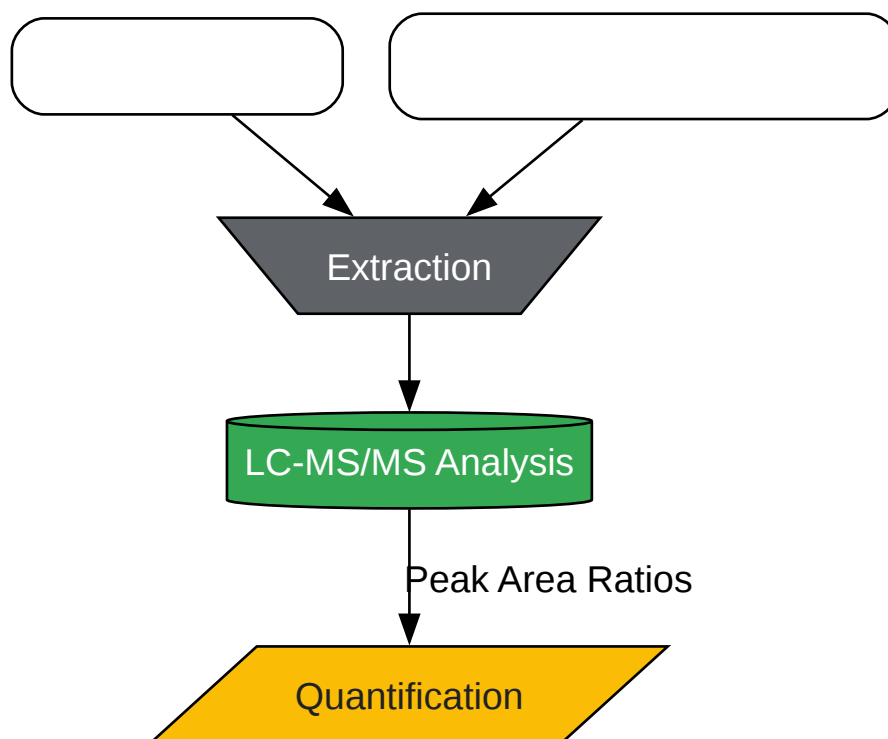 Extraction
LC-MS/MS Analysis
Peak Area Ratios
Quantification